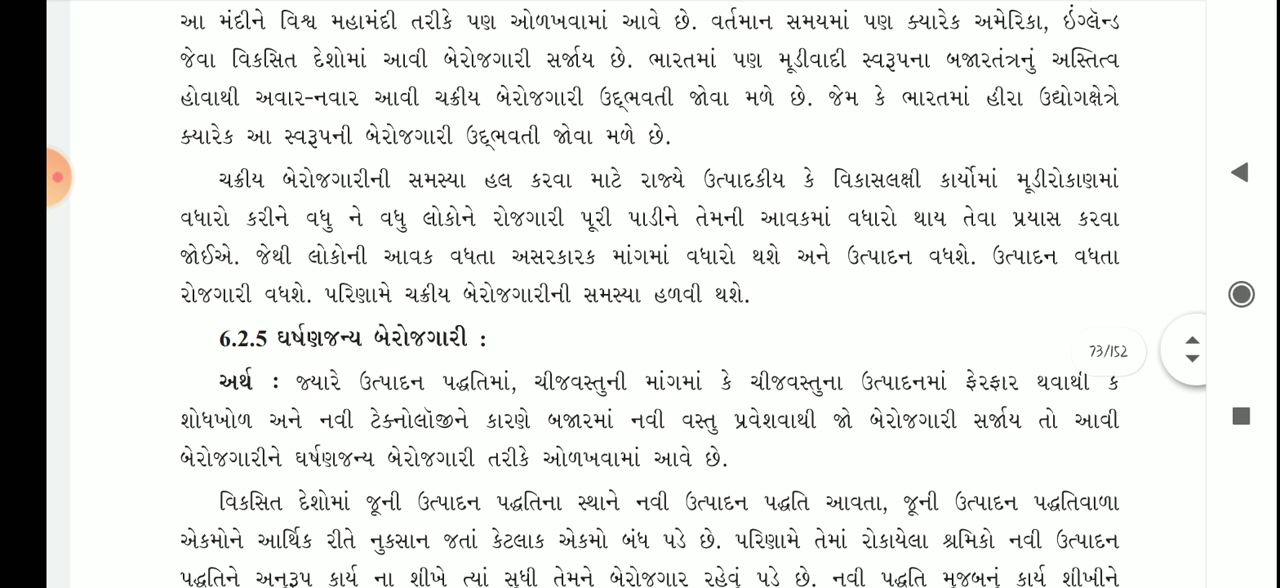 આ મંદીને વિશ્વ મહામંદી તરીકે પણ ઓળખવામાં આવે છે. વર્તમાન સમયમાં પણ ક્યારેક અમેરિકા, ઇંગ્લૅન્ડ
જેવા વિકસિત દેશોમાં આવી બેરોજગારી સર્જાય છે. ભારતમાં પણ મૂડીવાદી સ્વરૂપના બજારતંત્રનું અસ્તિત્વ
હોવાથી અવાર-નવાર આવી ચક્રીય બેરોજગારી ઉદ્ભવતી જોવા મળે છે. જેમ કે ભારતમાં હીરા ઉદ્યોગક્ષેત્રે
ક્યારેક આ સ્વરૂપની બેરોજગારી ઉદ્ભવતી જોવા મળે છે.
ચક્રીય બેરોજગારીની સમસ્યા હલ કરવા માટે રાજ્યે ઉત્પાદકીય કે વિકાસલક્ષી કાર્યોમાં મૂડીરોકાણમાં
વધારો કરીને વધુ ને વધુ લોકોને રોજગારી પૂરી પાડીને તેમની આવકમાં વધારો થાય તેવા પ્રયાસ કરવા
જોઈએ. જેથી લોકોની આવક વધતા અસરકારક માંગમાં વધારો થશે અને ઉત્પાદન વધશે. ઉત્પાદન વધતા
રોજગારી વધશે. પરિણામે ચક્રીય બેરોજગારીની સમસ્યા હળવી થશે.
6.2.5 ઘર્ષણજન્ય બેરોજગારી :
73/152
અર્થ : જ્યારે ઉત્પાદન પદ્ધતિમાં, ચીજવસ્તુની માંગમાં કે ચીજવસ્તુના ઉત્પાદનમાં ફેરફાર થવાથી ક
શોધખોળ અને નવી ટેક્નોલૉજીને કારણે બજારમાં નવી વસ્તુ પ્રવેશવાથી જો બેરોજગારી સર્જાય તો આવી
બેરોજગારીને ઘર્ષણજન્ય બેરોજગારી તરીકે ઓળખવામાં આવે છે.
વિકસિત દેશોમાં જૂની ઉત્પાદન પદ્ધતિના સ્થાને નવી ઉત્પાદન પદ્ધતિ આવતા, જૂની ઉત્પાદન પદ્ધતિવાળા
એકમોને આર્થિક રીતે નુકસાન જતાં કેટલાક એકમો બંધ પડે છે. પરિણામે તેમાં રોકાયેલા શ્રમિકો નવી ઉત્પાદન
પદ્ધતિને અનુરૂપ કાર્ય ના શીખે ત્યાં સુધી તેમને બેરોજગાર રહેવું પડે છે. નવી પદ્ધતિ મુજબનું કાર્ય શીખીને